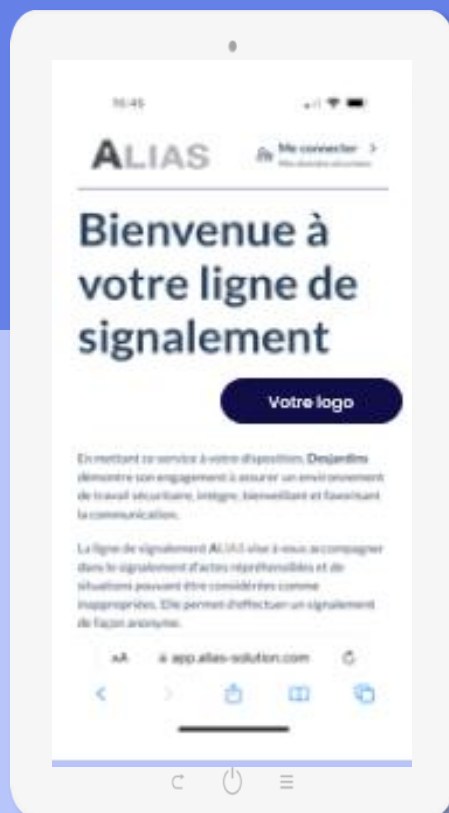 16:45
ALIAS
Me connecter >
Bienvenue à
votre ligne de
signalement
Votre logo
En mettant ce service à votre disposition, Desjardins
démontre son engagement à assurer un environnement
de travail sécuritaire, intègre, bienveillant et favorisant
la communication.
La ligne de signalement ALIAS vise à vous accompagner
dans le signalement d'actes répréhensibles et de
situations pouvant être considérées comme
inappropriées. Elle permet d'effectuer un signalement
de façon anonyme.
AA
app.alias-solution.com